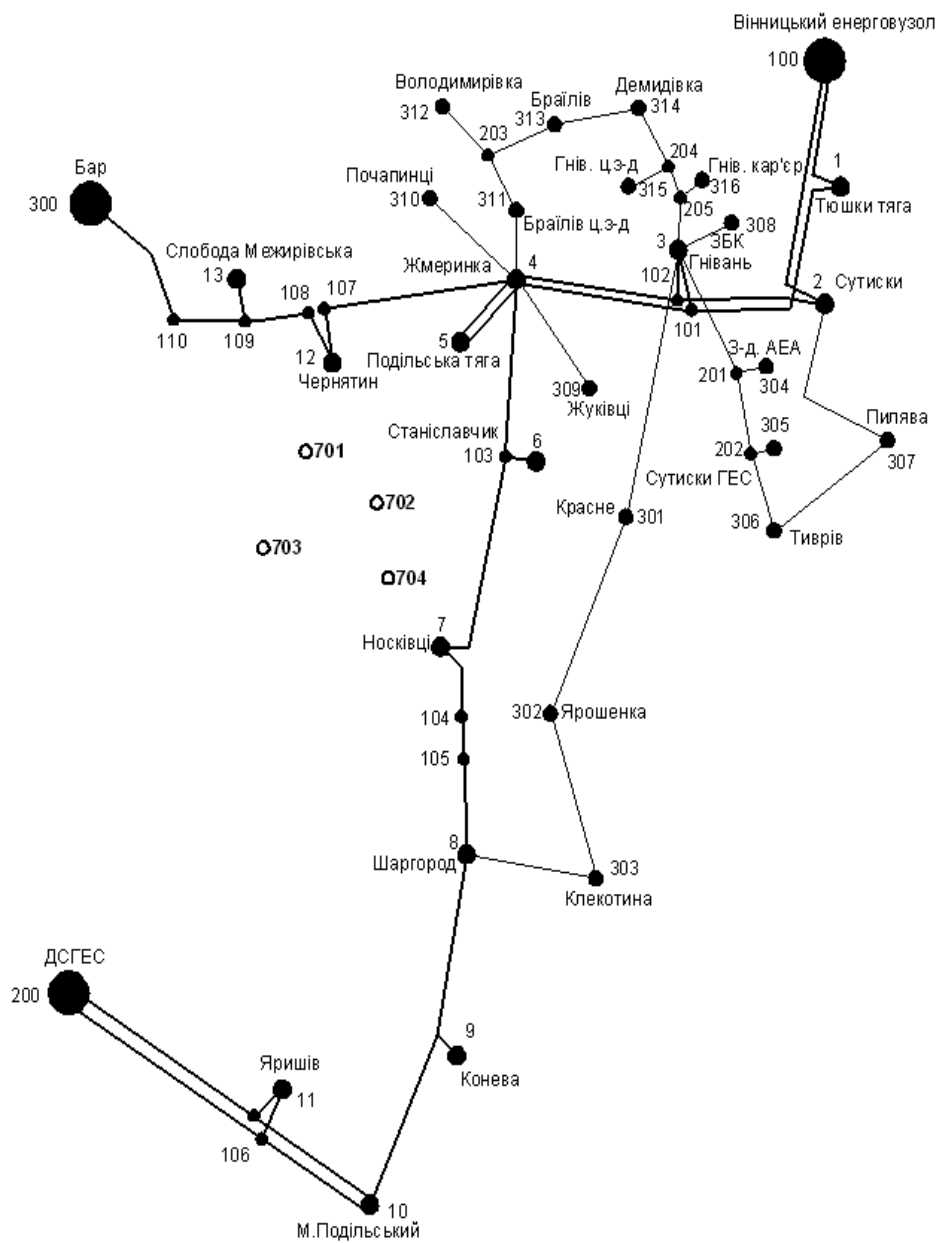 Вінницький енерговузол
100
Володимирівка
312
Браїлів
313
Демидівка
314
203
204
Гнів. ц.з-д
315
Гнів. кар'єр
316
205
1
Тюшки тяга
Бар
300
Почапинці
310
311
Браїлів ц.з-д
308
ЗБК
3
Гнівань
Слобода Межирівська
13
Жмеринка
4
102
101
2
Сутиски
108
107
110
109
12
Чернятин
5
Подільська тяга
309
Жуківці
З-д. АЕА
201
304
Пилява
307
Станіславчик
103
6
305
202
Сутиски ГЕС
701
702
703
704
Красне
301
306
Тиврів
7
Носківці
104
302
Ярошенка
105
8
Шаргород
303
Клекотина
ДСГЕС
200
9
Конева
Яришів
11
106
10
М.Подільський